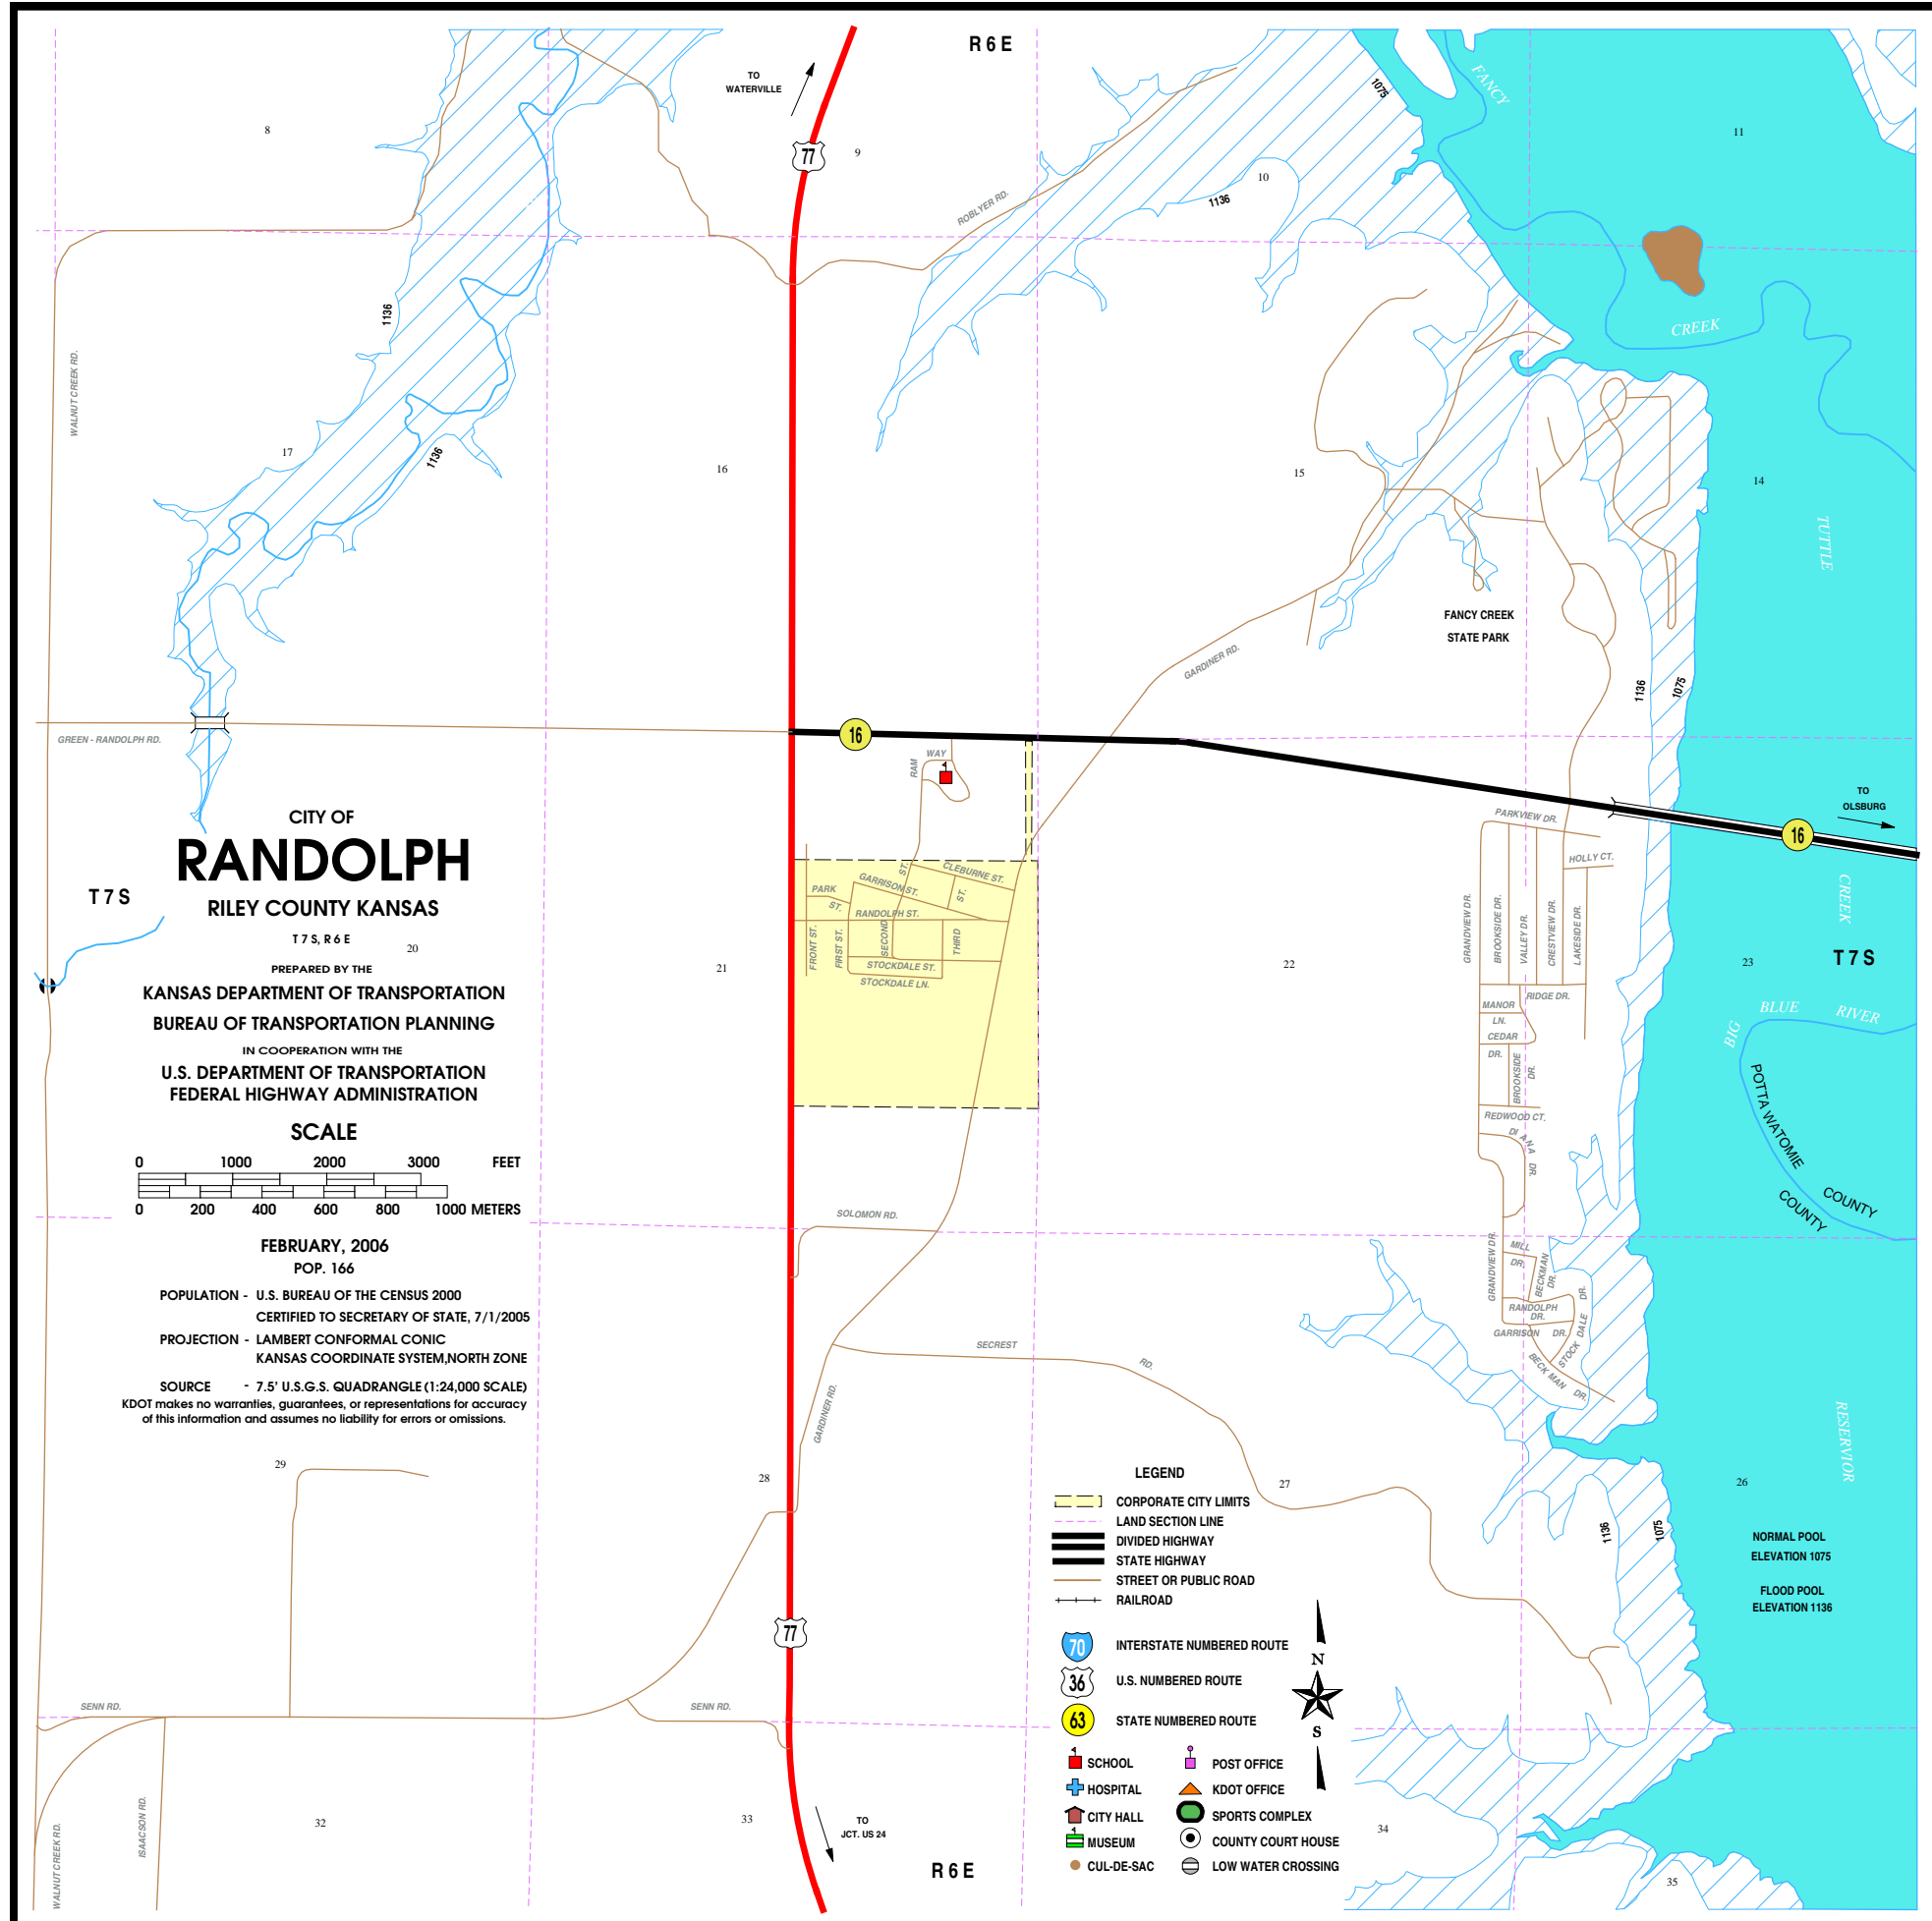 R 6 E
TO
WATERVILLE
77
8
9
10
11
1075
1136
FANCY
CREEK
ROBLYER RD.
WALNUT CREEK RD.
1136
1136
17
16
15
14
TUTTLE
FANCY CREEK
STATE PARK
GARDINER RD.
1136
1075
GREEN - RANDOLPH RD.
16
RAM
WAY
TO
OLSBURG
16
CITY OF
RANDOLPH
RILEY COUNTY KANSAS
T 7 S, R 6 E
T 7 S
20
PREPARED BY THE
KANSAS DEPARTMENT OF TRANSPORTATION
BUREAU OF TRANSPORTATION PLANNING
IN COOPERATION WITH THE
U.S. DEPARTMENT OF TRANSPORTATION
FEDERAL HIGHWAY ADMINISTRATION
SCALE
0 1000 2000 3000 FEET
0 200 400 600 800 1000 METERS
FEBRUARY, 2006
POP. 166
POPULATION - U.S. BUREAU OF THE CENSUS 2000
CERTIFIED TO SECRETARY OF STATE, 7/1/2005
PROJECTION - LAMBERT CONFORMAL CONIC
KANSAS COORDINATE SYSTEM,NORTH ZONE
SOURCE - 7.5' U.S.G.S. QUADRANGLE (1:24,000 SCALE)
KDOT makes no warranties, guarantees, or representations for accuracy
of this information and assumes no liability for errors or omissions.
21
CLEBURNE ST.
GARRISON ST.
ST.
ST.
PARK
ST.
RANDOLPH ST.
FRONT ST.
FIRST ST.
SECOND
THIRD
STOCKDALE ST.
STOCKDALE LN.
22
PARKVIEW DR.
HOLLY CT.
GRANDVIEW DR.
BROOKSIDE DR.
VALLEY DR.
CRESTVIEW DR.
LAKESIDE DR.
RIDGE DR.
MANOR
LN.
CEDAR
DR.
BROOKSIDE
DR.
REDWOOD CT.
DIANA DR.
CREEK
23
T 7 S
BIG
BLUE
RIVER
POTTA WATOMIE
COUNTY
COUNTY
SOLOMON RD.
GRANDVIEW DR.
MILL
DR.
BECKMAN
DR.
RANDOLPH
DR.
GARRISON DR.
STOCK DALE DR.
BECK MAN DR.
SECREST
RD.
GARDINER RD.
RESERVIOR
29
28
27
26
1136
1075
NORMAL POOL
ELEVATION 1075
FLOOD POOL
ELEVATION 1136
LEGEND
CORPORATE CITY LIMITS
LAND SECTION LINE
DIVIDED HIGHWAY
STATE HIGHWAY
STREET OR PUBLIC ROAD
RAILROAD
70 INTERSTATE NUMBERED ROUTE
36 U.S. NUMBERED ROUTE
63 STATE NUMBERED ROUTE
N
S
SCHOOL
POST OFFICE
HOSPITAL
KDOT OFFICE
CITY HALL
SPORTS COMPLEX
MUSEUM
COUNTY COURT HOUSE
CUL-DE-SAC
LOW WATER CROSSING
77
SENN RD.
SENN RD.
WALNUT CREEK RD.
ISAACSON RD.
32
33
TO
JCT. US 24
R 6 E
34
35